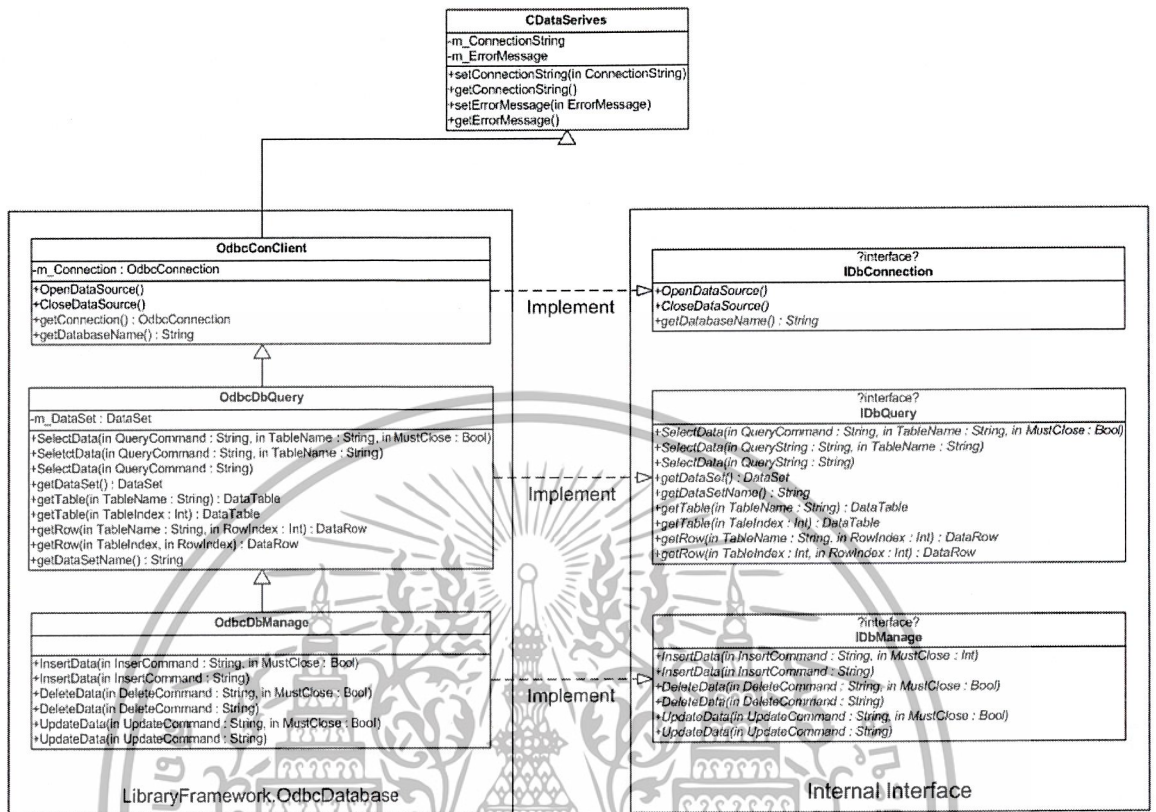 CDataSerives
-m_ConnectionString
-m_ErrorMessage
+setConnectionString(in ConnectionString)
+getConnectionString()
+setErrorMessage(in ErrorMessage)
+getErrorMessage()
OdbcConClient
-m_Connection : OdbcConnection
+OpenDataSource()
+CloseDataSource()
+getConnection() : OdbcConnection
+getDatabaseName() : String
Implement
?interface?
IDbConnection
+OpenDataSource()
+CloseDataSource()
+getDatabaseName() : String
OdbcDbQuery
-m_DataSet : DataSet
+SelectData(in QueryCommand : String, in TableName : String, in MustClose : Bool)
+SeletctData(in QueryCommand : String, in TableName : String)
+SelectData(in QueryCommand : String)
+getDataSet() : DataSet
+getTable(in TableName : String) : DataTable
+getTable(in TableIndex : Int) : DataTable
+getRow(in TableName : String, in RowIndex : Int) : DataRow
+getRow(in TableIndex, in RowIndex) : DataRow
+getDataSetName() : String
Implement
?interface?
IDbQuery
+SelectData(in QueryCommand : String, in TableName : String, in MustClose : Bool)
+SelectData(in QueryString : String, in TableName : String)
+SelectData(in QueryString : String)
+getDataSet() : DataSet
+getDataSetName() : String
+getTable(in TableName : String) : DataTable
+getTable(in TaleIndex : Int) : DataTable
+getRow(in TableName : String, in RowIndex : Int) : DataRow
+getRow(in TableIndex : Int, in RowIndex : Int) : DataRow
OdbcDbManage
+InsertData(in InserCommand : String, in MustClose : Bool)
+InsertData(in InsertCommand : String)
+DeleteData(in DeleteCommand : String, in MustClose : Bool)
+DeleteData(in DeleteCommand : String)
+UpdateData(in UpdateCommand : String, in MustClose : Bool)
+UpdateData(in UpdateCommand : String)
Implement
?interface?
IDbManage
+InsertData(in InsertCommand : String, in MustClose : Int)
+InsertData(in InsertCommand : String)
+DeleteData(in DeleteCommand : String, in MustClose : Bool)
+DeleteData(in DeleteCommand : String)
+UpdateData(in UpdateCommand : String, in MustClose : Bool)
+UpdateData(in UpdateCommand : String)
LibraryFramework.OdbcDatabase
Internal Interface